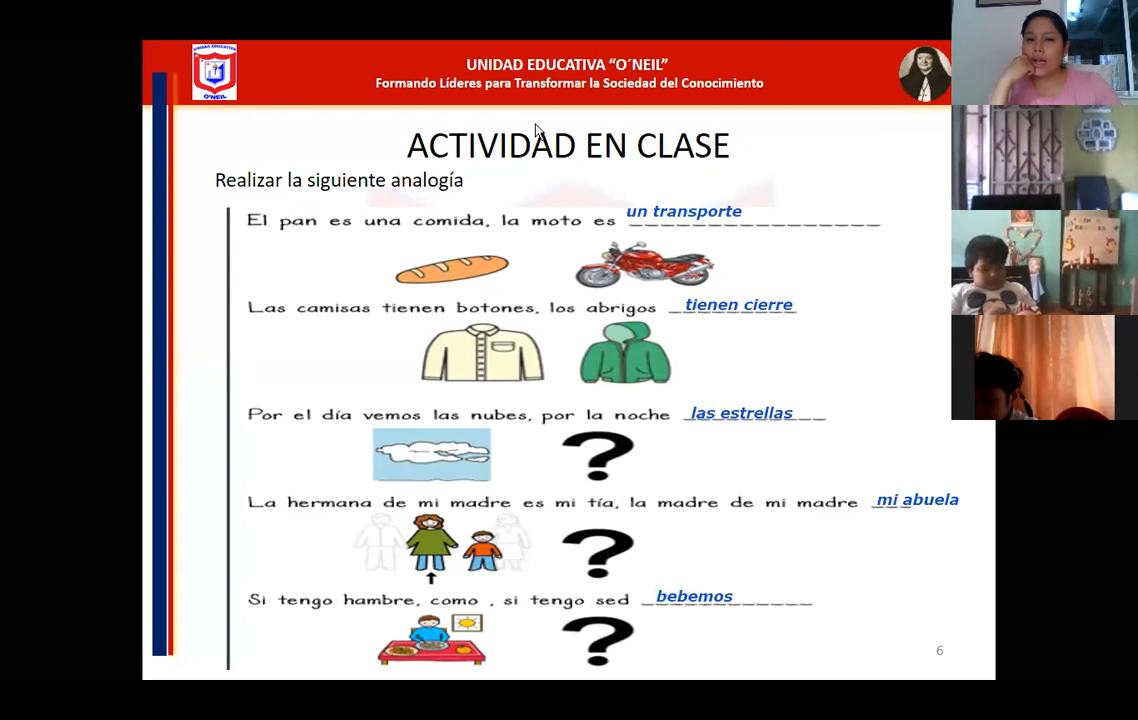 UNIDAD EDUCATIVA
O´NEIL
UNIDAD EDUCATIVA “O´NEIL”
Formando Líderes para Transformar la Sociedad del Conocimiento
ACTIVIDAD EN CLASE
Realizar la siguiente analogía
El pan es una comida, la moto es un transporte
Las camisas tienen botones, los abrigos tienen cierre
Por el día vemos las nubes, por la noche las estrellas
?
La hermana de mi madre es mi tía, la madre de mi madre mi abuela
?
Si tengo hambre, como , si tengo sed bebemos
?
6